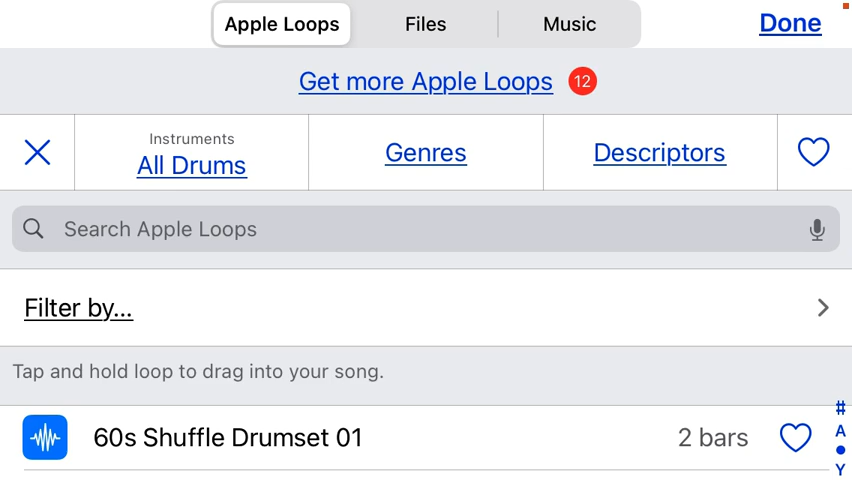 Apple Loops Files Music Done
Get more Apple Loops 12
Instruments
All Drums Genres Descriptors
Search Apple Loops
Filter by...
Tap and hold loop to drag into your song.
60s Shuffle Drumset 01 2 bars
#
A
Y